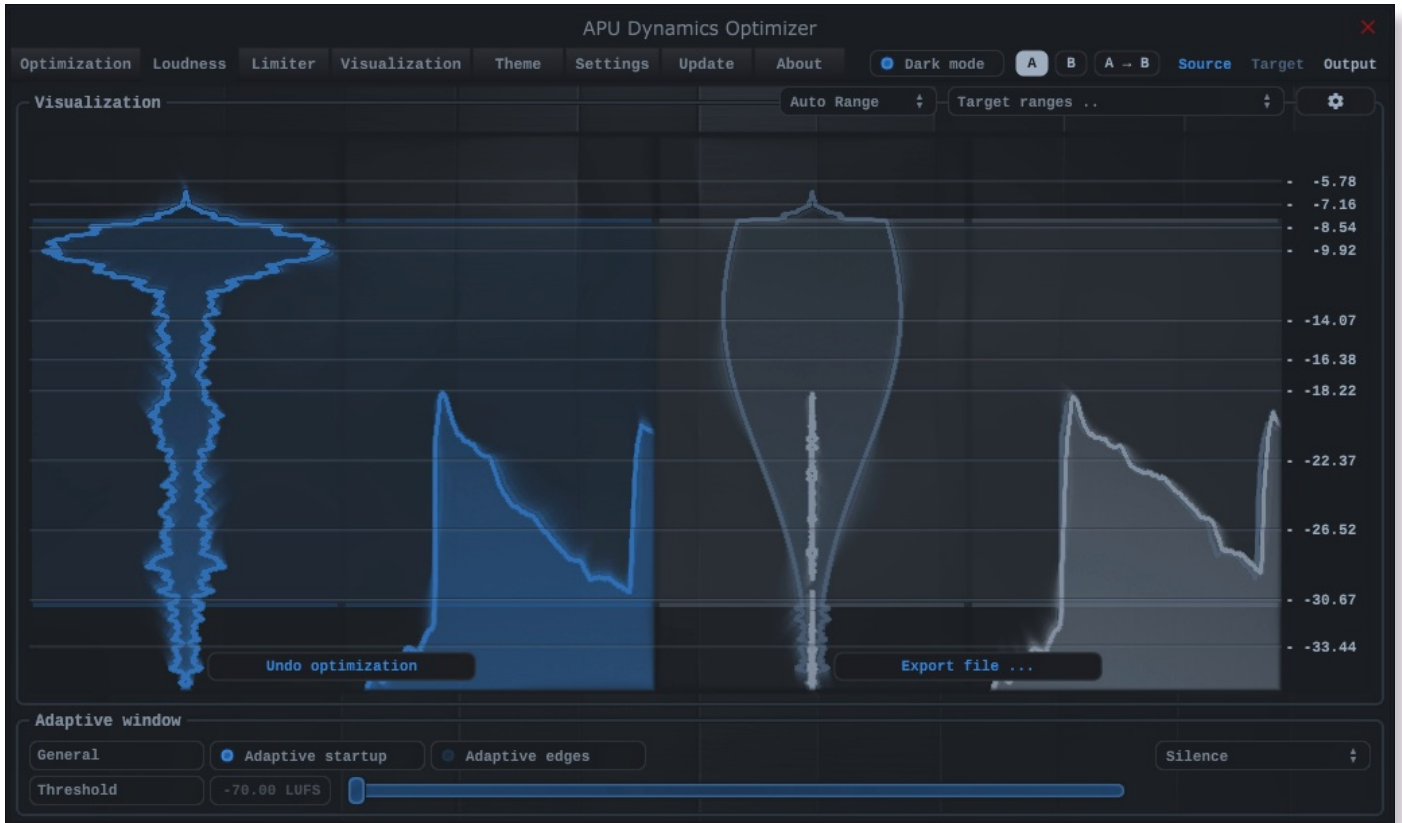 APU Dynamics Optimizer
Optimization Loudness Limiter Visualization Theme Settings Update About Dark mode A B A → B Source Target Output
Visualization Auto Range Target ranges ..
- -5.78
- -7.16
- -8.54
- -9.92
- -14.07
- -16.38
- -18.22
- -22.37
- -26.52
- -30.67
- -33.44
Undo optimization Export file ...
Adaptive window
General Adaptive startup Adaptive edges Silence
Threshold -70.00 LUFS